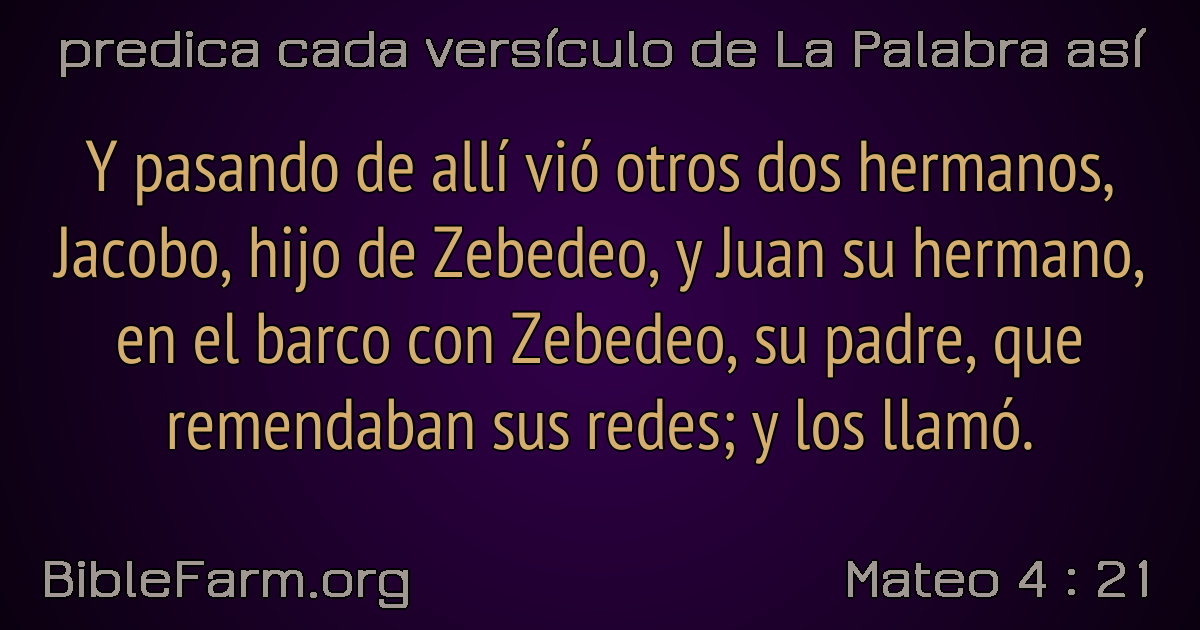 predica cada versículo de La Palabra así
Y pasando de allí vió otros dos hermanos,
Jacobo, hijo de Zebedeo, y Juan su hermano,
en el barco con Zebedeo, su padre, que
remendaban sus redes; y los llamó.
BibleFarm.org
Mateo 4 : 21